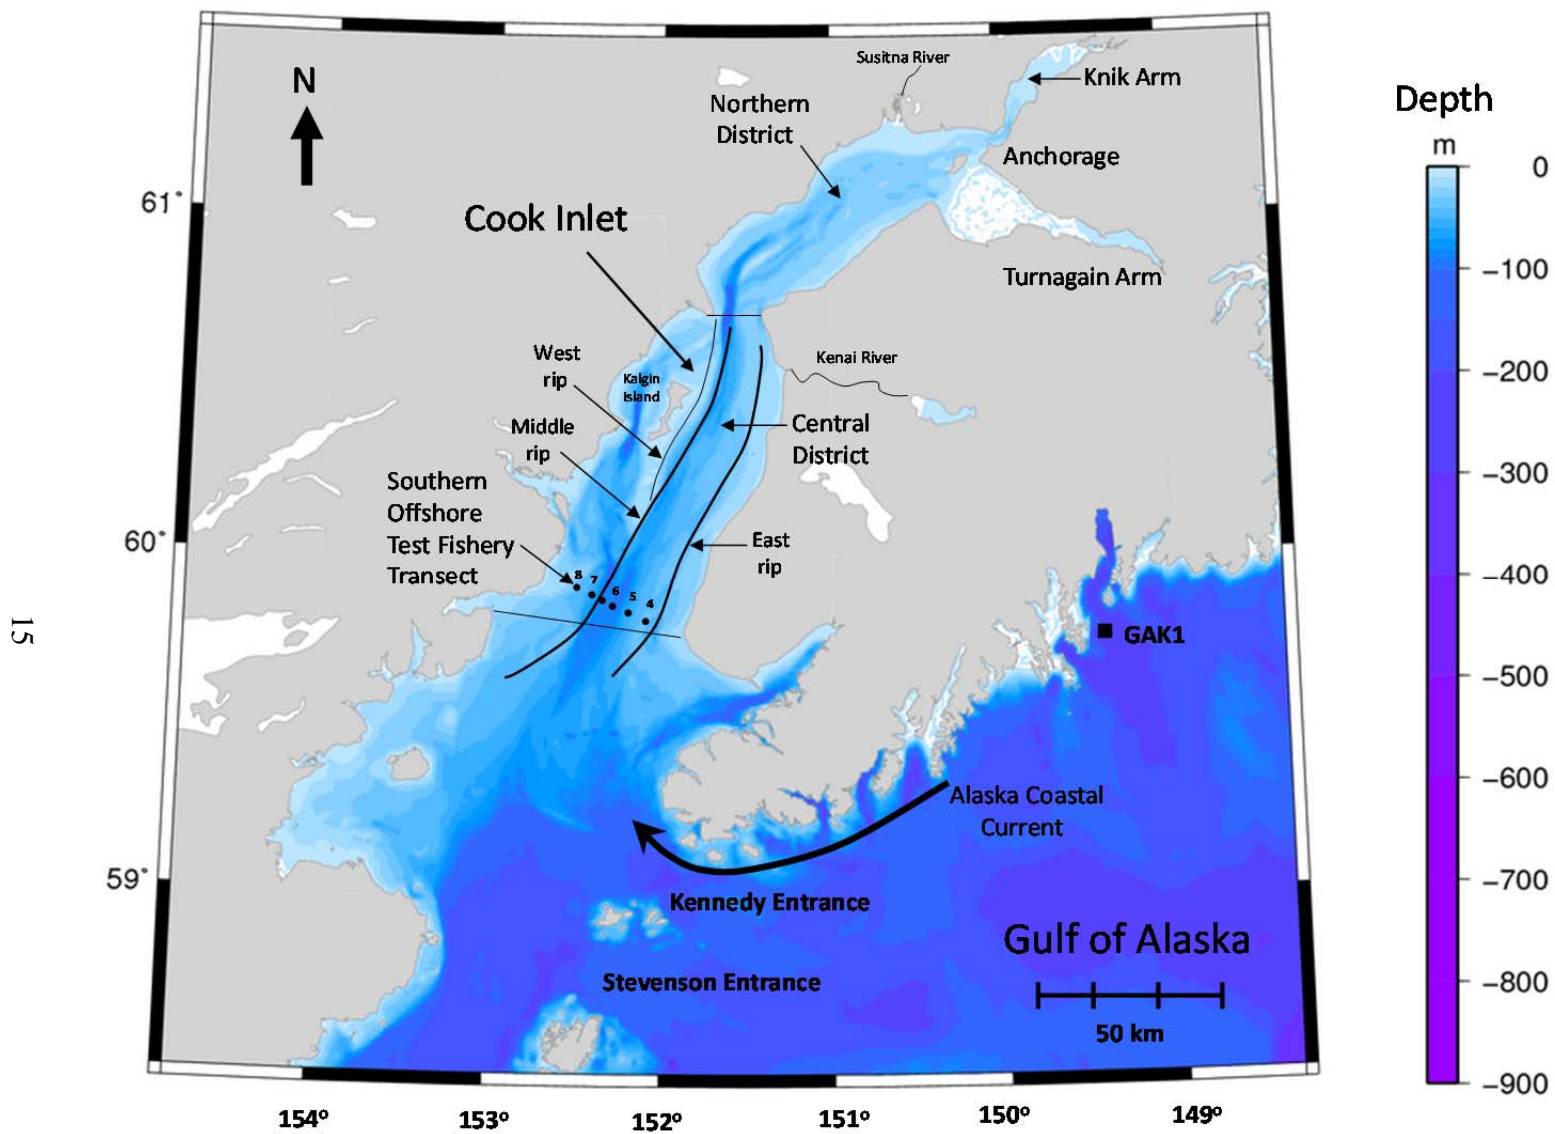 N
Susitna River
Knik Arm
Northern
District
Anchorage
Cook Inlet
Turnagain Arm
61°
West
rip
Kalgin
Island
Kenai River
Middle
rip
Central
District
Southern
Offshore
Test Fishery
Transect
East
rip
60°
8
7
6
5
4
GAK1
Alaska Coastal
Current
59°
Kennedy Entrance
Gulf of Alaska
Stevenson Entrance
50 km
154°
153°
152°
151°
150°
149°
Depth
m
0
−100
−200
−300
−400
−500
−600
−700
−800
−900
15